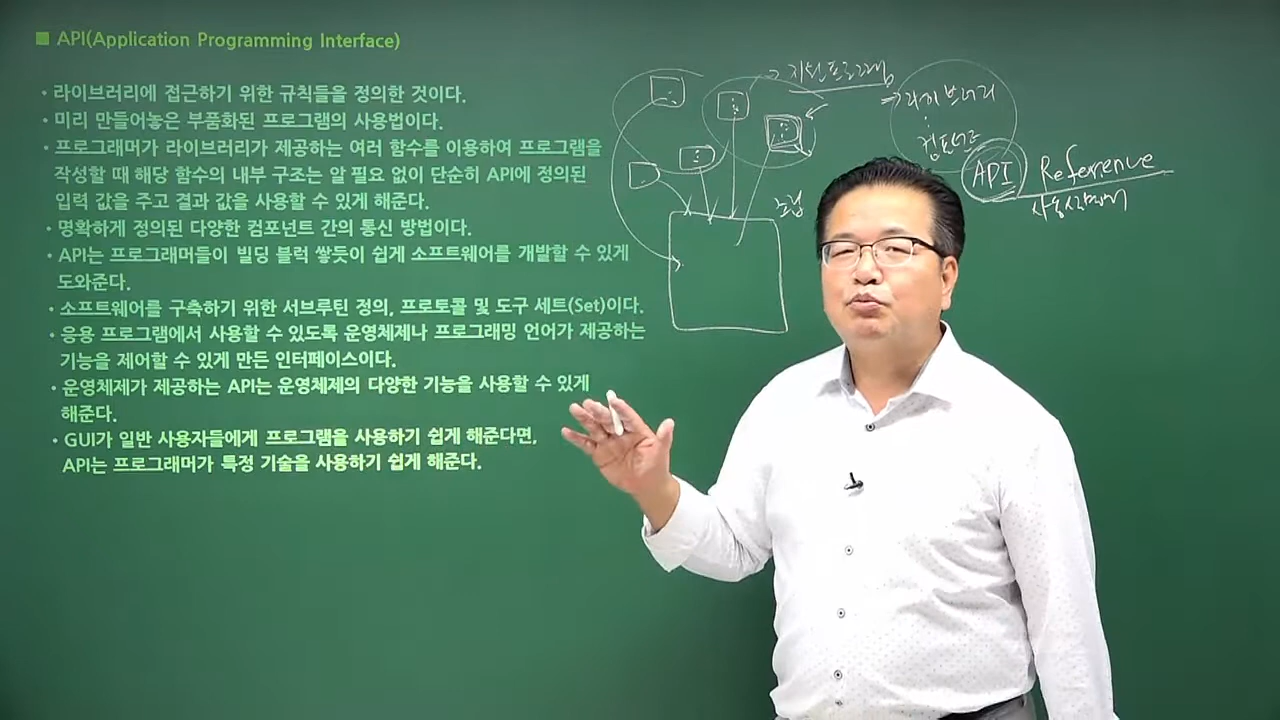 ■ API(Application Programming Interface)
• 라이브러리에 접근하기 위한 규칙들을 정의한 것이다.
• 미리 만들어놓은 부품화된 프로그램의 사용법이다.
• 프로그래머가 라이브러리가 제공하는 여러 함수를 이용하여 프로그램을
작성할 때 해당 함수의 내부 구조는 알 필요 없이 단순히 API에 정의된
입력 값을 주고 결과 값을 사용할 수 있게 해준다.
• 명확하게 정의된 다양한 컴포넌트 간의 통신 방법이다.
• API는 프로그래머들이 빌딩 블럭 쌓듯이 쉽게 소프트웨어를 개발할 수 있게
도와준다.
• 소프트웨어를 구축하기 위한 서브루틴 정의, 프로토콜 및 도구 세트(Set)이다.
• 응용 프로그램에서 사용할 수 있도록 운영체제나 프로그래밍 언어가 제공하는
기능을 제어할 수 있게 만든 인터페이스이다.
• 운영체제가 제공하는 API는 운영체제의 다양한 기능을 사용할 수 있게
해준다.
• GUI가 일반 사용자들에게 프로그램을 사용하기 쉽게 해준다면,
API는 프로그래머가 특정 기술을 사용하기 쉽게 해준다.
라이브러리
API Reference